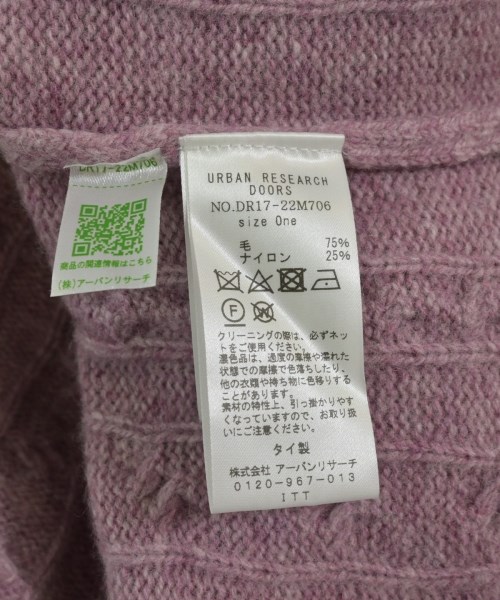 DR17-22M706
商品の関連情報はこちら
(株)アーバンリサーチ
URBAN RESEARCH
DOORS
NO.DR17-22M706
size One
毛 75%
ナイロン 25%
F W
クリーニングの際は、必ずネッ
トをご使用ください。
濃色品は、過度の摩擦や濡れた
状態での摩擦で色落ちしたり、
他の衣類や持ち物に色移りする
ことがあります。
素材の特性上、引っ掛かりやす
くなっていますので、お取り扱
いにご注意ください。
タイ製
株式会社 アーバンリサーチ
0120-967-013
ITT